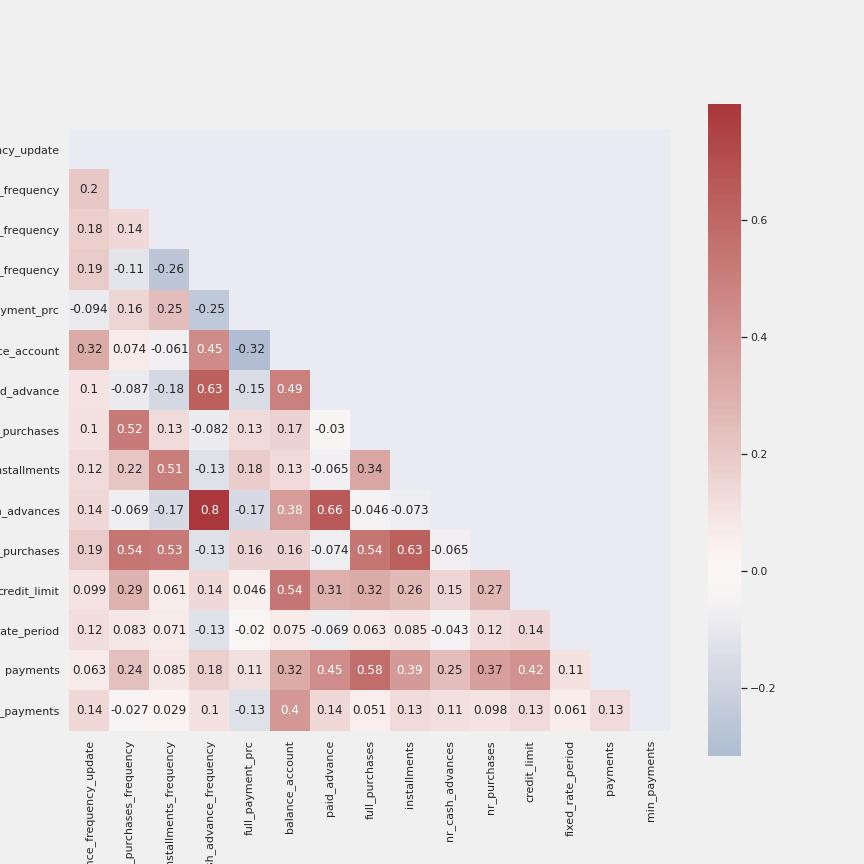 ncy_update
_frequency 0.2
_frequency 0.18 0.14
_frequency 0.19 -0.11 -0.26
yment_prc -0.094 0.16 0.25 -0.25
ce_account 0.32 0.074 -0.061 0.45 -0.32
d_advance 0.1 -0.087 -0.18 0.63 -0.15 0.49
_purchases 0.1 0.52 0.13 -0.082 0.13 0.17 -0.03
nstallments 0.12 0.22 0.51 -0.13 0.18 0.13 -0.065 0.34
h_advances 0.14 -0.069 -0.17 0.8 -0.17 0.38 0.66 -0.046 -0.073
_purchases 0.19 0.54 0.53 -0.13 0.16 0.16 -0.074 0.54 0.63 -0.065
credit_limit 0.099 0.29 0.061 0.14 0.046 0.54 0.31 0.32 0.26 0.15 0.27
rate_period 0.12 0.083 0.071 -0.13 -0.02 0.075 -0.069 0.063 0.085 -0.043 0.12 0.14
payments 0.063 0.24 0.085 0.18 0.11 0.32 0.45 0.58 0.39 0.25 0.37 0.42 0.11
_payments 0.14 -0.027 0.029 0.1 -0.13 0.4 0.14 0.051 0.13 0.11 0.098 0.13 0.061 0.13
nce_frequency_update
_purchases_frequency
nstallments_frequency
sh_advance_frequency
full_payment_prc
balance_account
paid_advance
full_purchases
installments
nr_cash_advances
nr_purchases
credit_limit
fixed_rate_period
payments
min_payments
0.6
0.4
0.2
0.0
−0.2